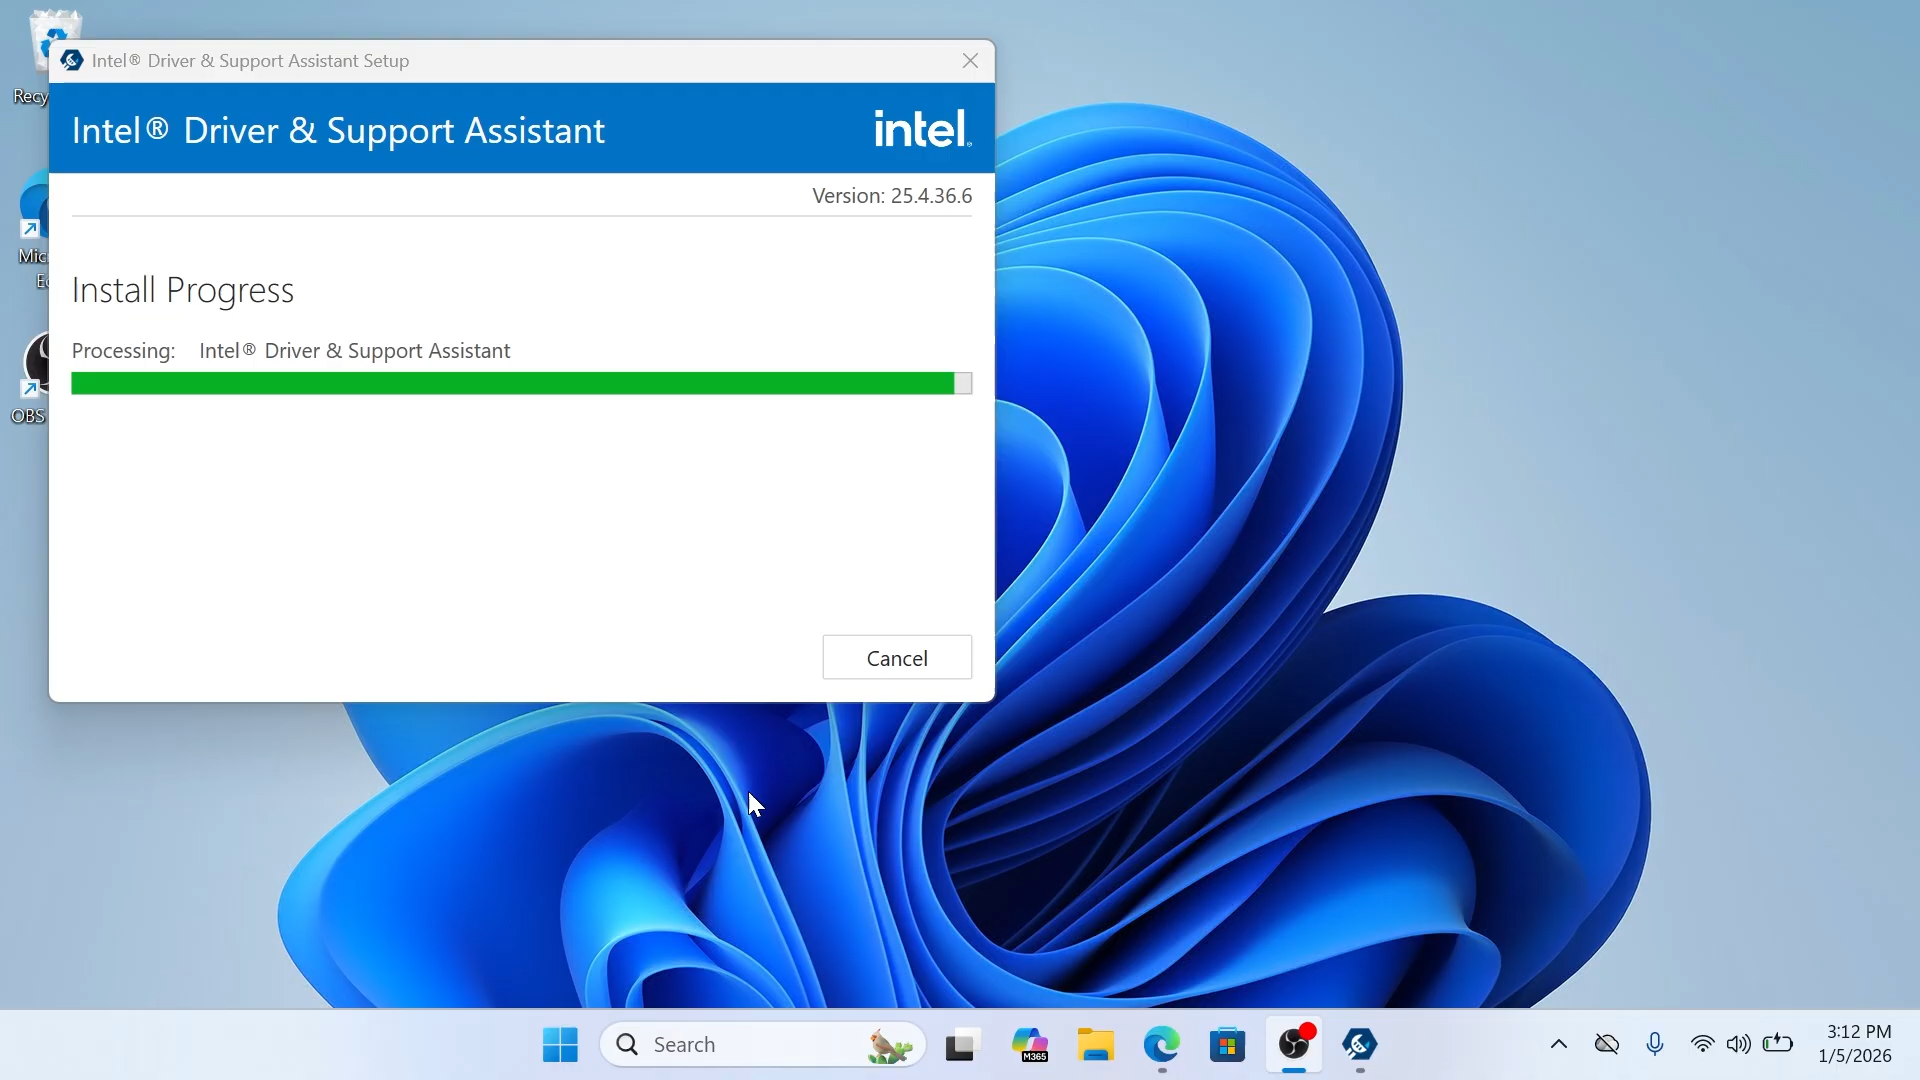 Intel® Driver & Support Assistant Setup
Intel® Driver & Support Assistant
intel.
Version: 25.4.36.6
Install Progress
Processing: Intel® Driver & Support Assistant
Cancel
Recy
Mic
E
OBS
Search
M365
3:12 PM
1/5/2026